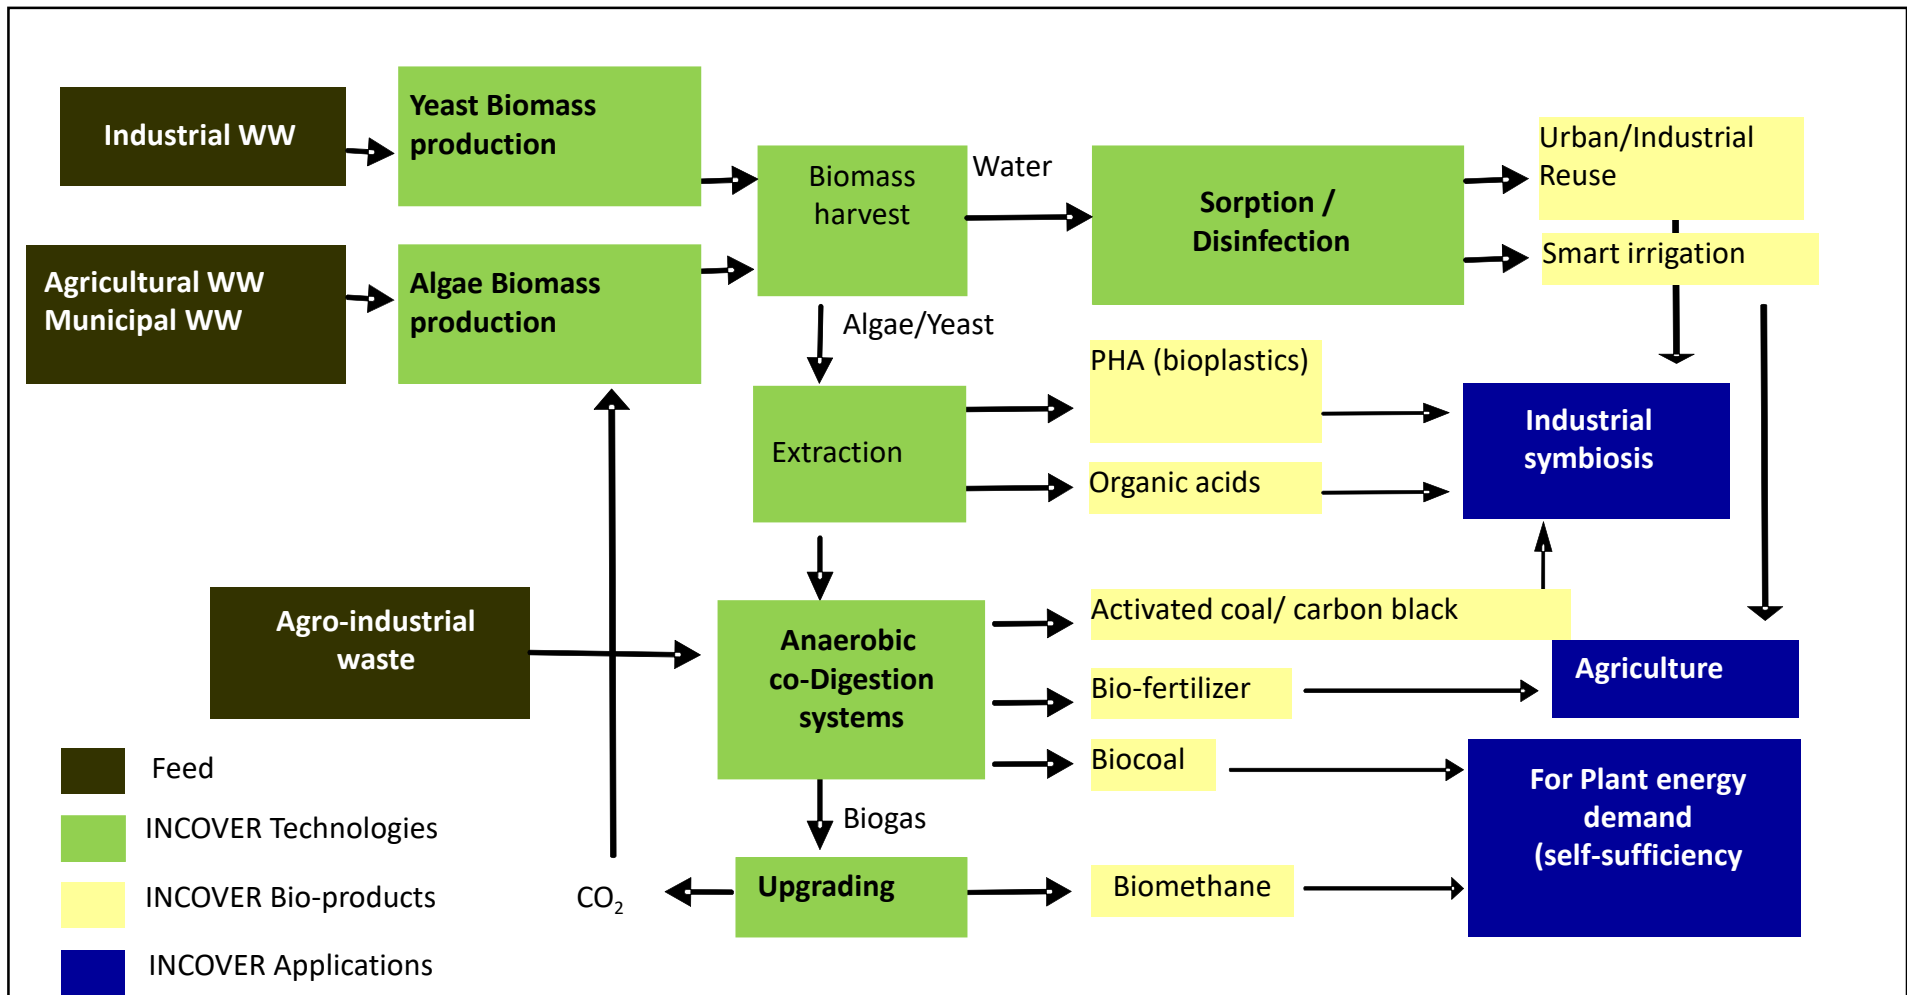 Industrial WW
Yeast Biomass
production
Agricultural WW
Municipal WW
Algae Biomass
production
Biomass
harvest
Water
Sorption /
Disinfection
Urban/Industrial
Reuse
Smart irrigation
Algae/Yeast
Extraction
PHA (bioplastics)
Organic acids
Industrial
symbiosis
Agro-industrial
waste
Anaerobic
co-Digestion
systems
Activated coal/ carbon black
Bio-fertilizer
Biocoal
Agriculture
For Plant energy
demand
(self-sufficiency
Biogas
Upgrading
CO₂
Biomethane
Feed
INCOVER Technologies
INCOVER Bio-products
INCOVER Applications